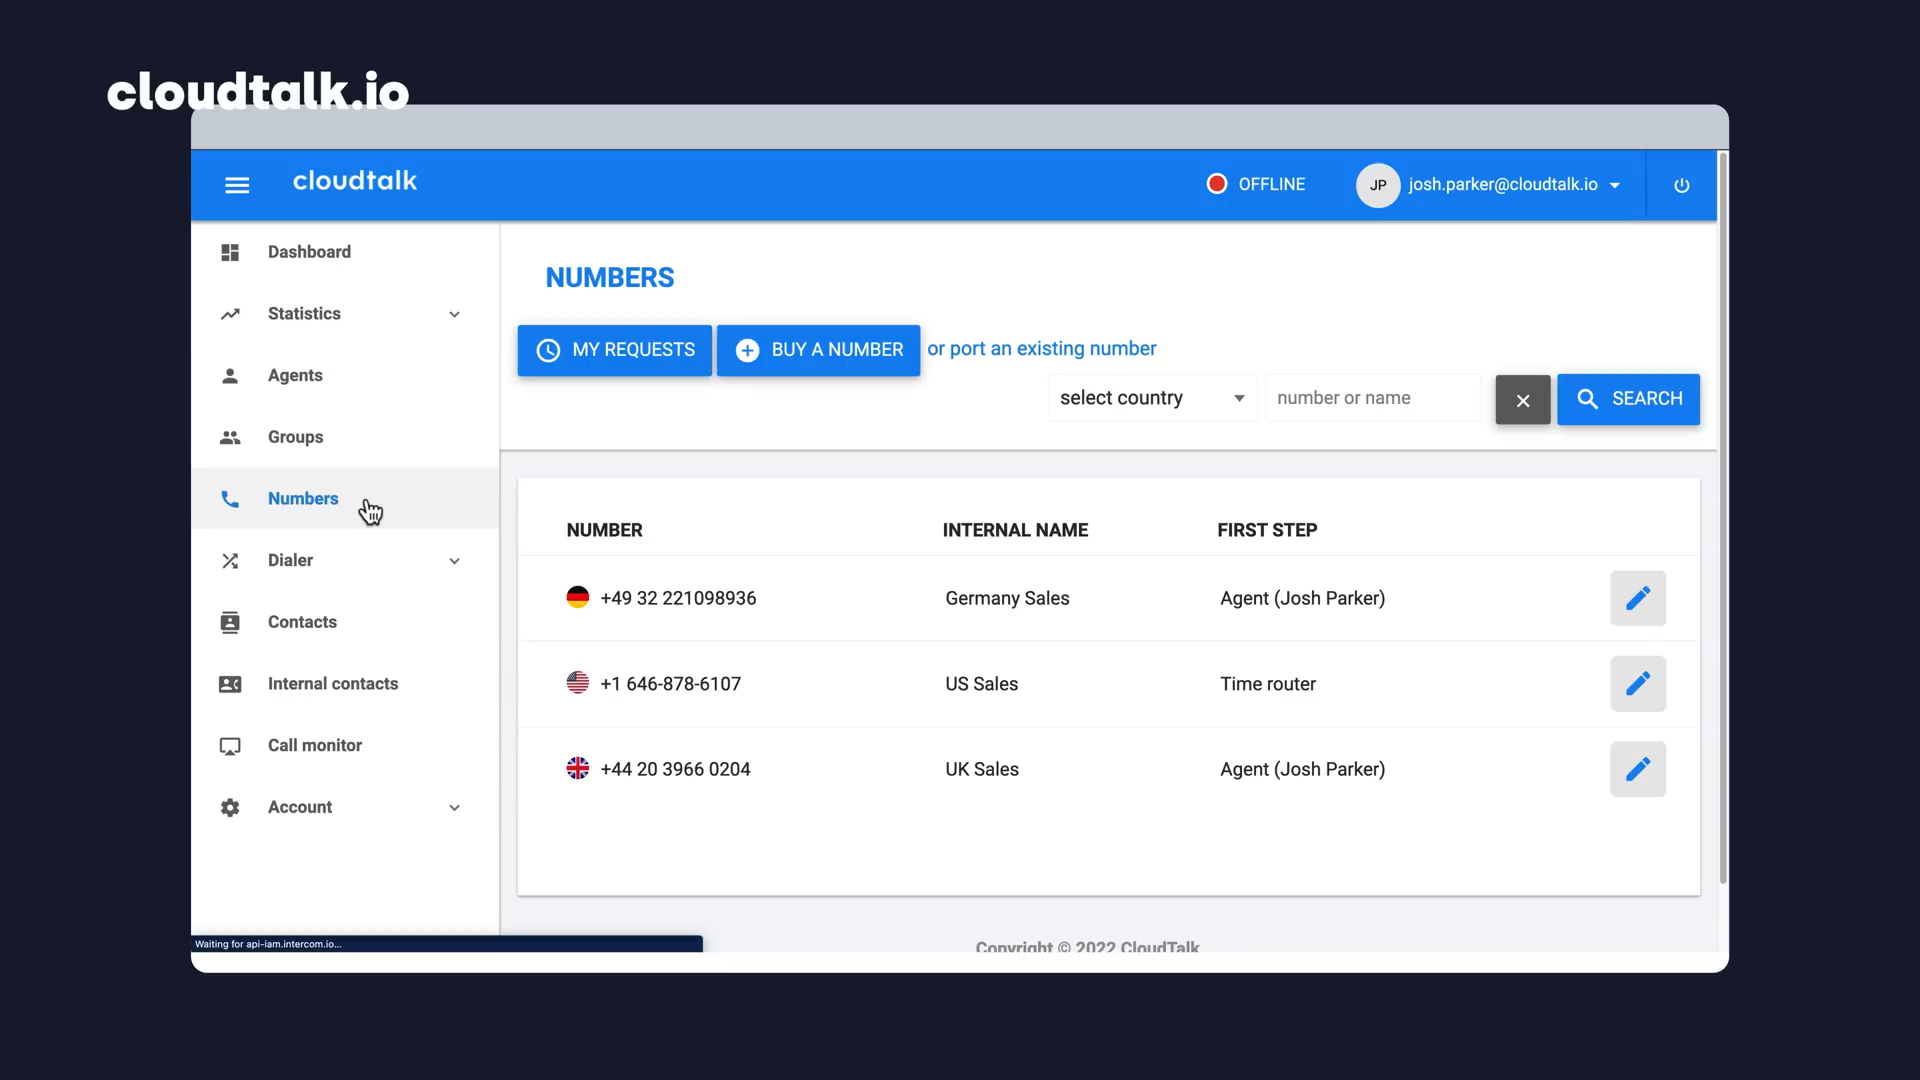 cloudtalk.io
cloudtalk
OFFLINE
JP
josh.parker@cloudtalk.io
Dashboard
Statistics
Agents
Groups
Numbers
Dialer
Contacts
Internal contacts
Call monitor
Account
NUMBERS
MY REQUESTS
BUY A NUMBER
or port an existing number
select country
number or name
SEARCH
NUMBER INTERNAL NAME FIRST STEP
+49 32 221098936 Germany Sales Agent (Josh Parker)
+1 646-878-6107 US Sales Time router
+44 20 3966 0204 UK Sales Agent (Josh Parker)
Waiting for api-iam.intercom.io...
Copyright © 2022 CloudTalk